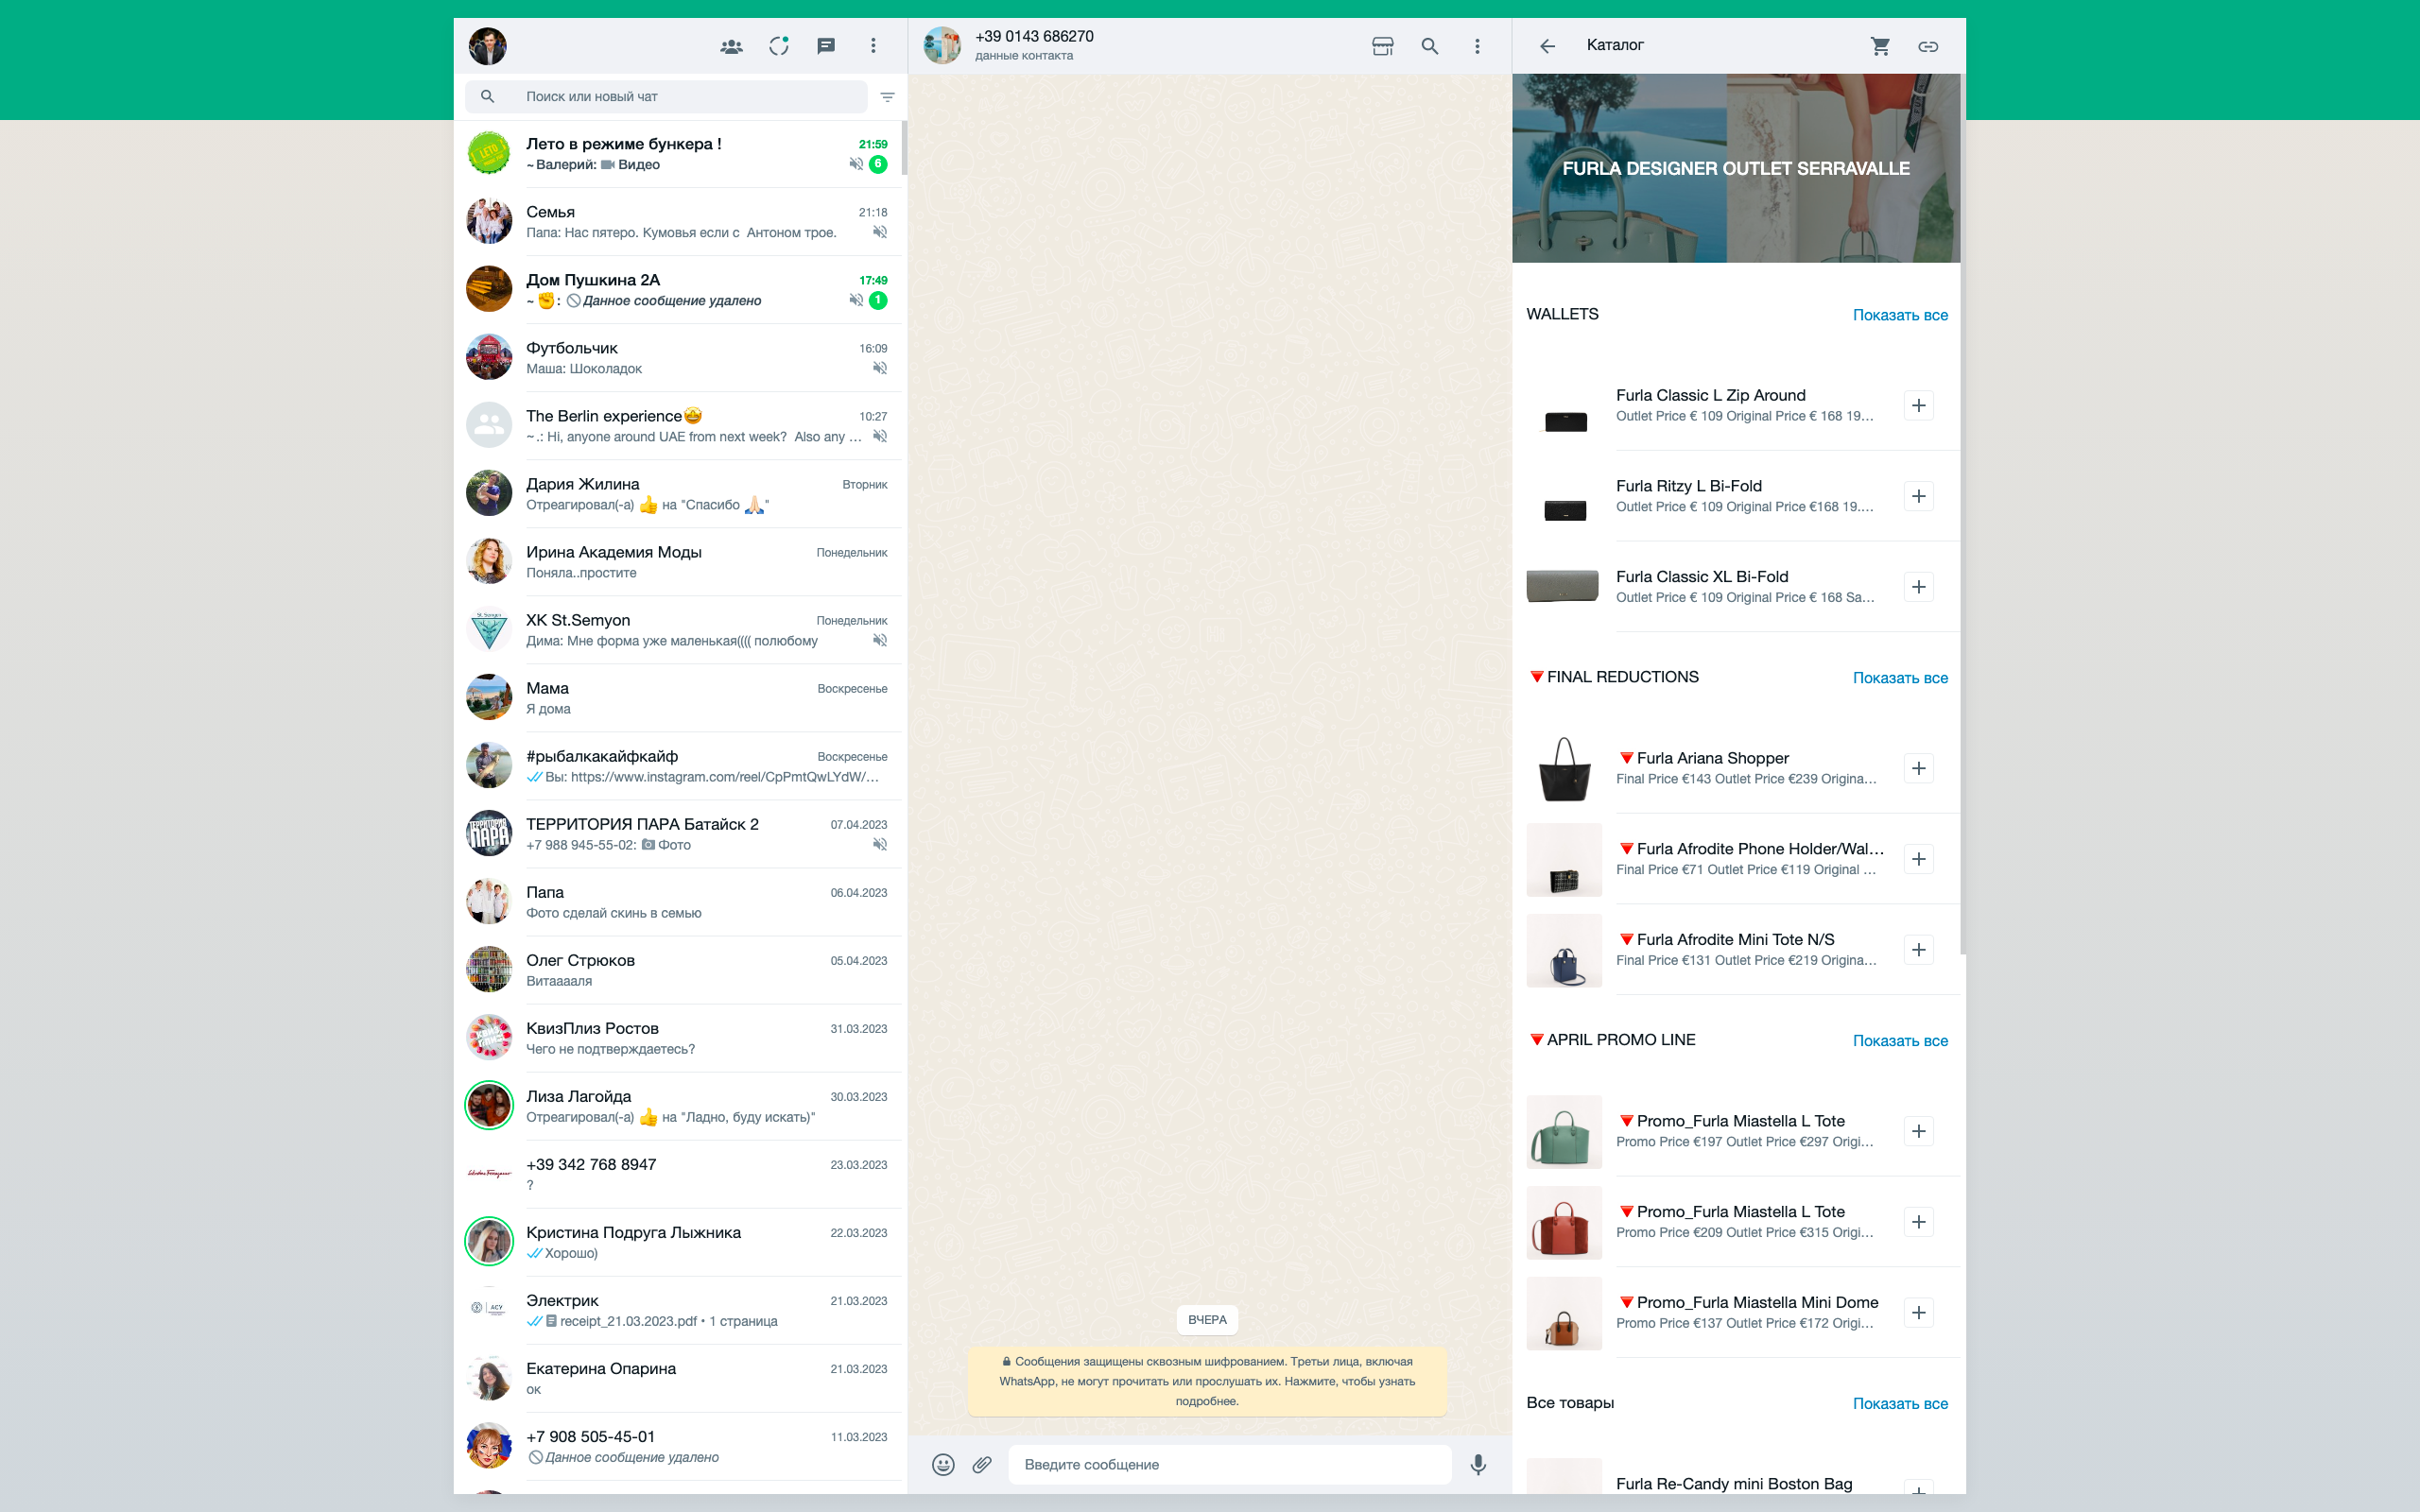 Поиск или новый чат
Лето в режиме бункера !
21:59
~ Валерий: Видео
6
Семья
21:18
Папа: Нас пятеро. Кумовья если с Антоном трое.
Дом Пушкина 2А
17:49
~ ✊: Данное сообщение удалено
1
Футбольчик
16:09
Маша: Шоколадок
The Berlin experience🤩
10:27
~ .: Hi, anyone around UAE from next week? Also any …
Дария Жилина
Вторник
Отреагировал(-а) 👍 на "Спасибо 🙏🏻"
Ирина Академия Моды
Понедельник
Поняла..простите
ХК St.Semyon
Понедельник
Дима: Мне форма уже маленькая(((( полюбому
Мама
Воскресенье
Я дома
#рыбалкакайфкайф
Воскресенье
Вы: https://www.instagram.com/reel/CpPmtQwLYdW/…
ТЕРРИТОРИЯ ПАРА Батайск 2
07.04.2023
+7 988 945-55-02: Фото
Папа
06.04.2023
Фото сделай скинь в семью
Олег Стрюков
05.04.2023
Витааааля
КвизПлиз Ростов
31.03.2023
Чего не подтверждаетесь?
Лиза Лагойда
30.03.2023
Отреагировал(-а) 👍 на "Ладно, буду искать)"
+39 342 768 8947
23.03.2023
?
Кристина Подруга Лыжника
22.03.2023
Хорошо)
Электрик
21.03.2023
receipt_21.03.2023.pdf • 1 страница
Екатерина Опарина
21.03.2023
ок
+7 908 505-45-01
11.03.2023
Данное сообщение удалено
+39 0143 686270
данные контакта
ВЧЕРА
Сообщения защищены сквозным шифрованием. Третьи лица, включая
WhatsApp, не могут прочитать или прослушать их. Нажмите, чтобы узнать
подробнее.
Введите сообщение
Каталог
FURLA DESIGNER OUTLET SERRAVALLE
WALLETS
Показать все
Furla Classic L Zip Around
Outlet Price € 109 Original Price € 168 19…
Furla Ritzy L Bi-Fold
Outlet Price € 109 Original Price €168 19.…
Furla Classic XL Bi-Fold
Outlet Price € 109 Original Price € 168 Sa…
🔻FINAL REDUCTIONS
Показать все
🔻Furla Ariana Shopper
Final Price €143 Outlet Price €239 Origina…
🔻Furla Afrodite Phone Holder/Wal…
Final Price €71 Outlet Price €119 Original …
🔻Furla Afrodite Mini Tote N/S
Final Price €131 Outlet Price €219 Origina…
🔻APRIL PROMO LINE
Показать все
🔻Promo_Furla Miastella L Tote
Promo Price €197 Outlet Price €297 Origi…
🔻Promo_Furla Miastella L Tote
Promo Price €209 Outlet Price €315 Origi…
🔻Promo_Furla Miastella Mini Dome
Promo Price €137 Outlet Price €172 Origi…
Все товары
Показать все
Furla Re-Candy mini Boston Bag